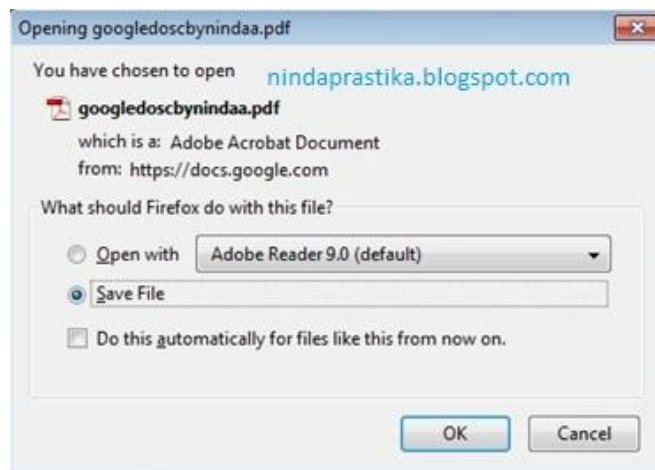 Opening googledoscbynindaa.pdf
You have chosen to open nindaprastika.blogspot.com
googledoscbynindaa.pdf
which is a: Adobe Acrobat Document
from: https://docs.google.com
What should Firefox do with this file?
Open with Adobe Reader 9.0 (default)
Save File
Do this automatically for files like this from now on.
OK Cancel